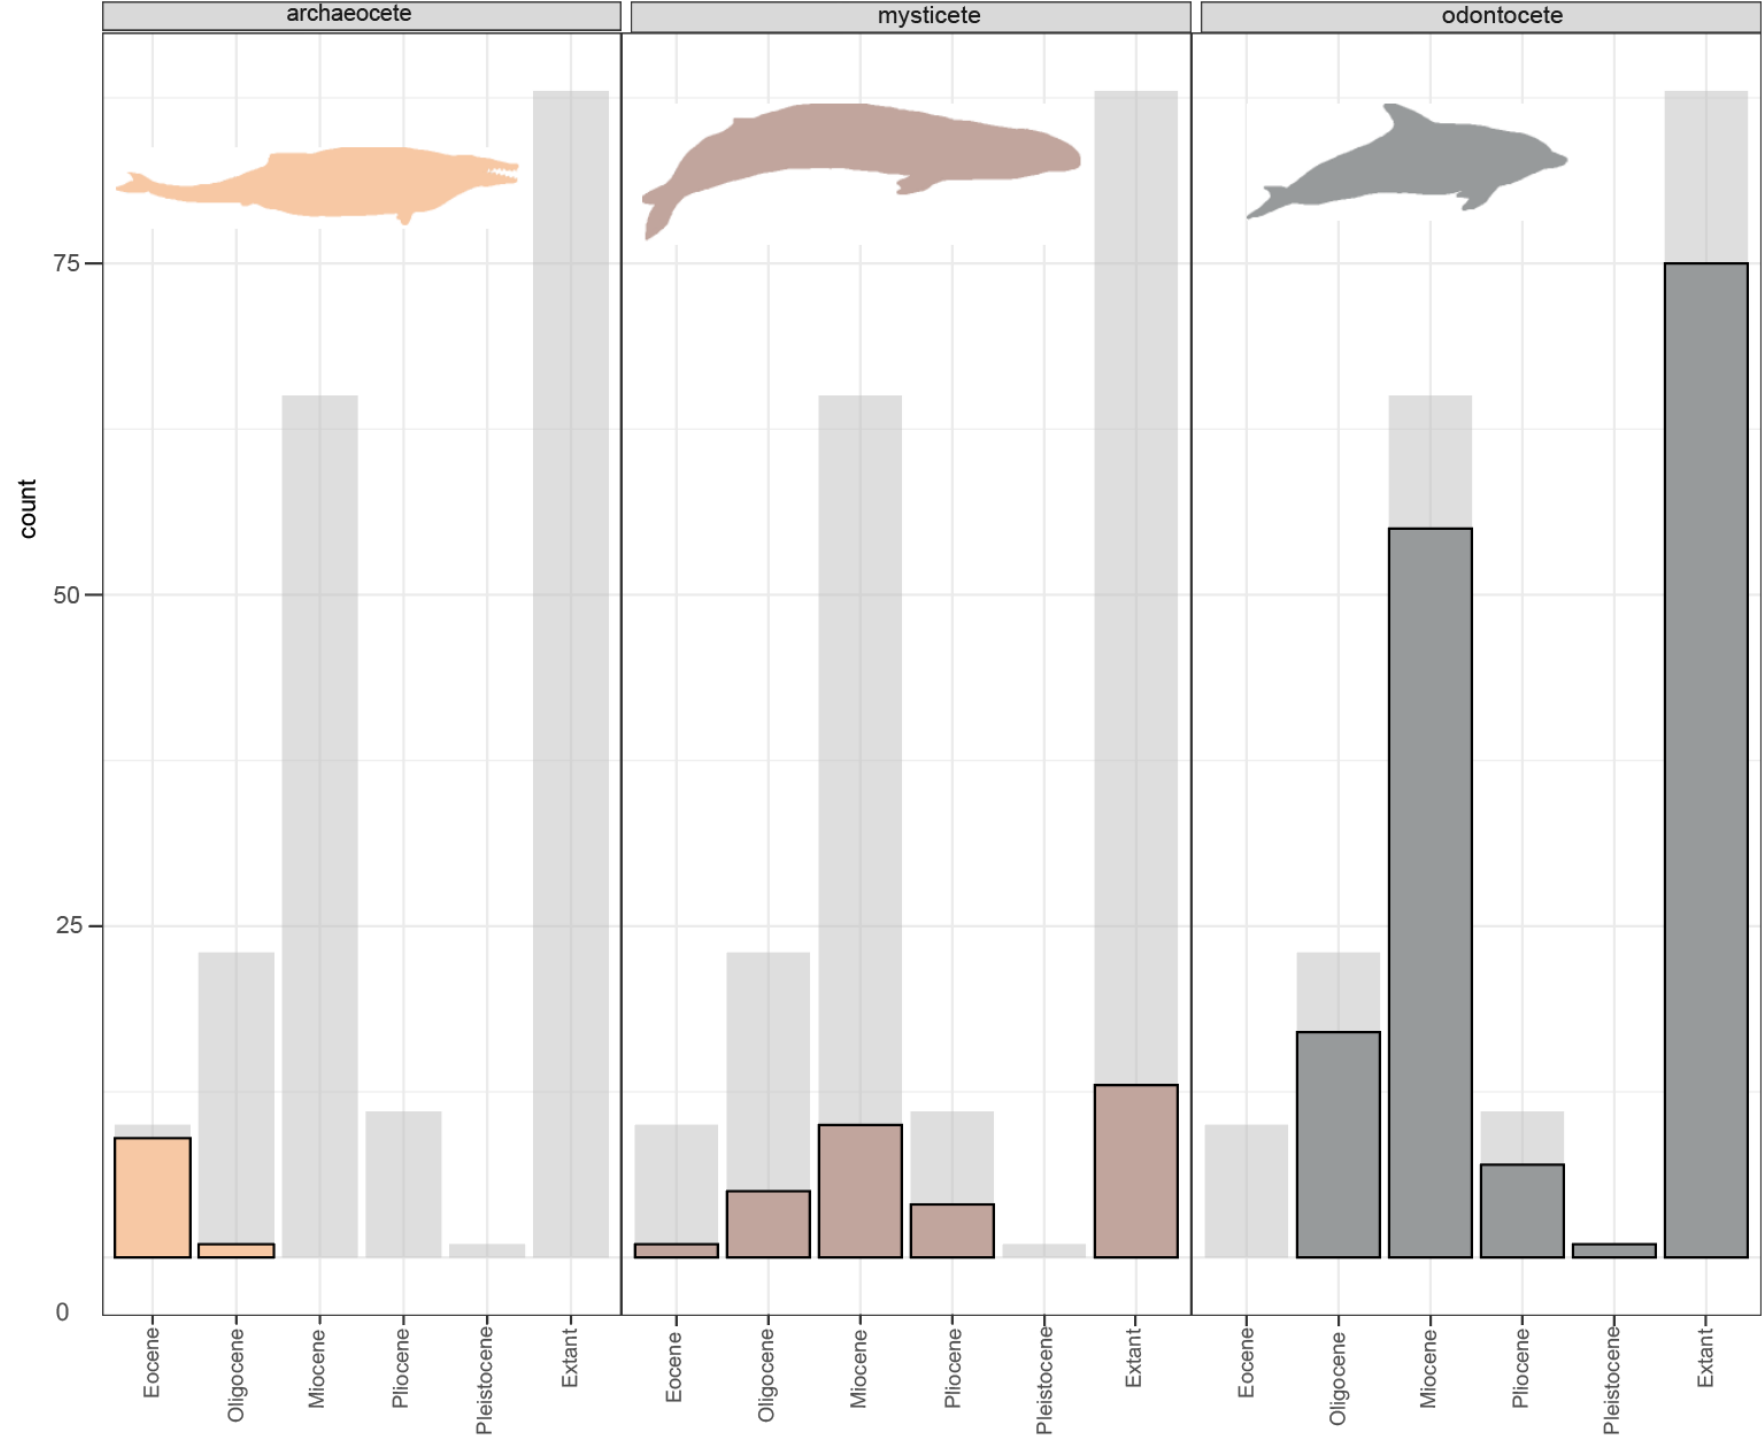 archaeocete
mysticete
odontocete
count
75
50
25
0
Eocene
Oligocene
Miocene
Pliocene
Pleistocene
Extant
Eocene
Oligocene
Miocene
Pliocene
Pleistocene
Extant
Eocene
Oligocene
Miocene
Pliocene
Pleistocene
Extant